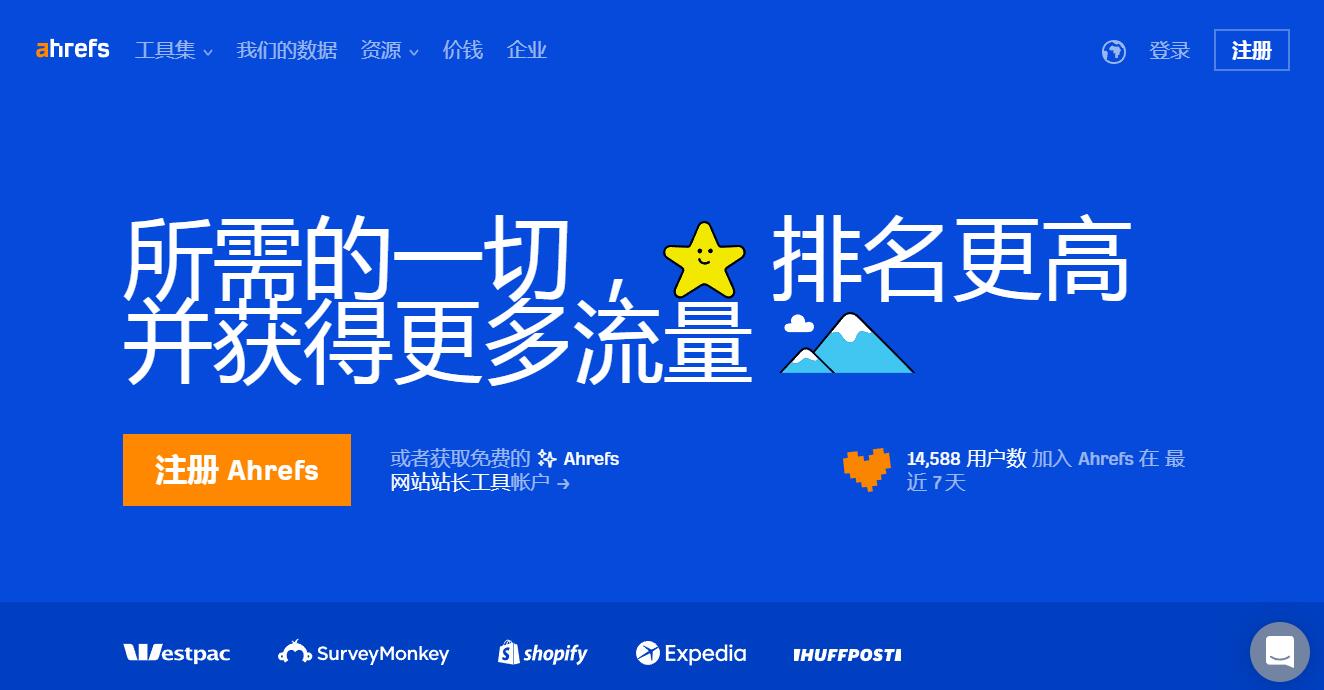 ahrefs 工具集 我们的数据 资源 价钱 企业 登录 注册
所需的一切, 排名更高
并获得更多流量
注册 Ahrefs
或者获取免费的 Ahrefs
网站站长工具帐户 →
14,588 用户数 加入 Ahrefs 在 最
近 7 天
Westpac SurveyMonkey shopify Expedia HUFFPOST